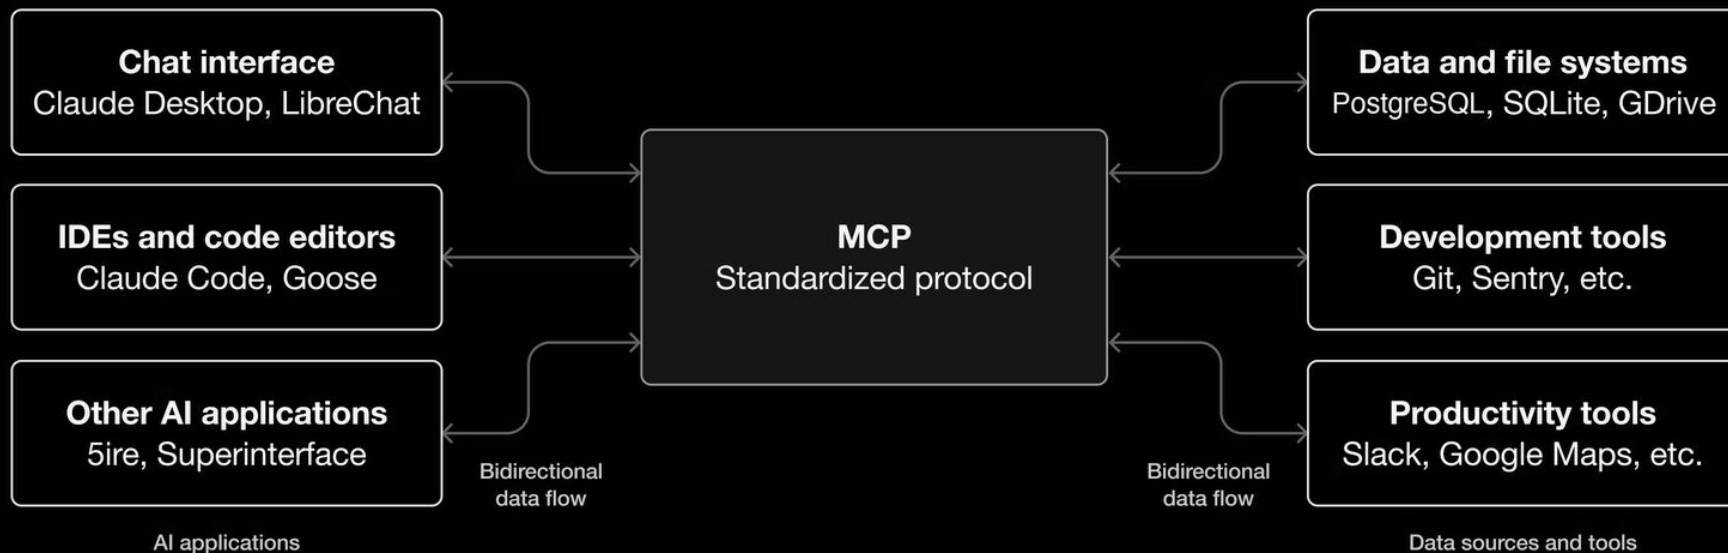 Chat interface
Claude Desktop, LibreChat
IDEs and code editors
Claude Code, Goose
Other AI applications
5ire, Superinterface
AI applications
Bidirectional
data flow
MCP
Standardized protocol
Bidirectional
data flow
Data and file systems
PostgreSQL, SQLite, GDrive
Development tools
Git, Sentry, etc.
Productivity tools
Slack, Google Maps, etc.
Data sources and tools